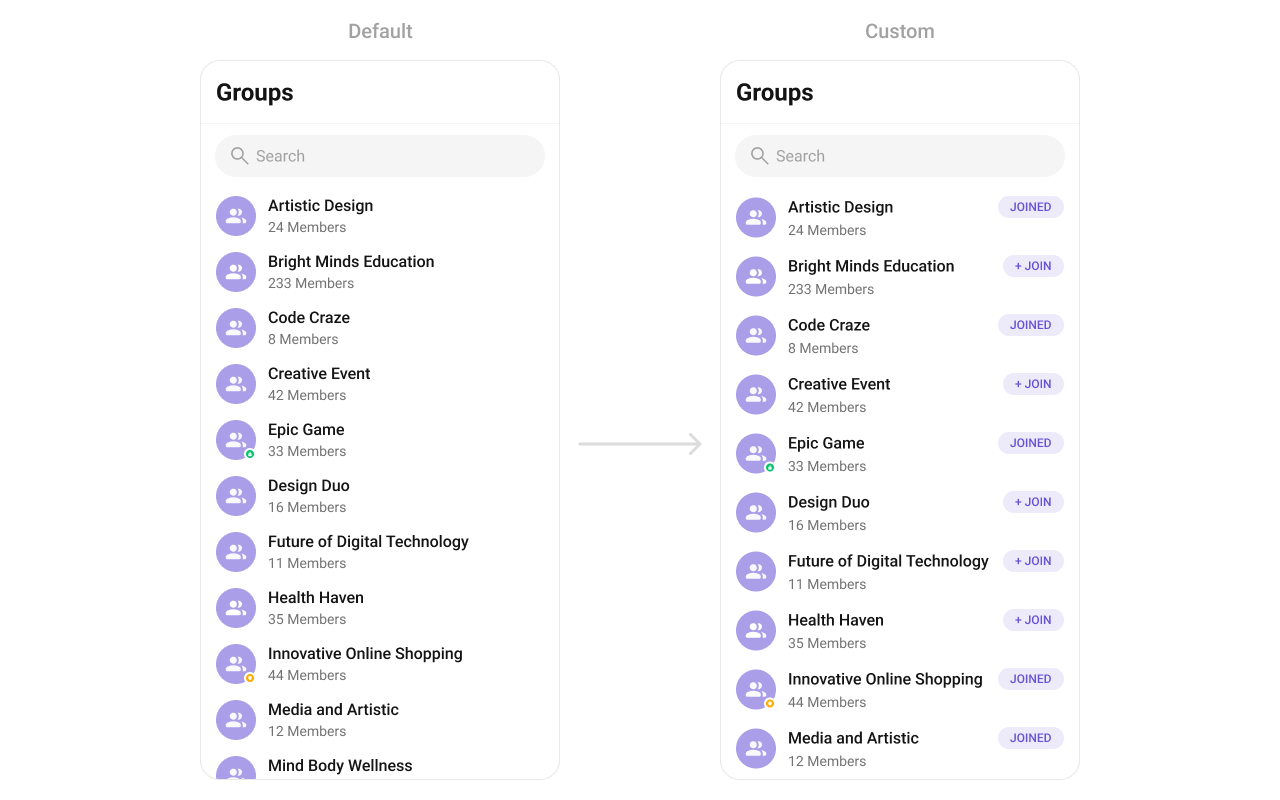 Default
Groups
Search
Artistic Design
24 Members
Bright Minds Education
233 Members
Code Craze
8 Members
Creative Event
42 Members
Epic Game
33 Members
Design Duo
16 Members
Future of Digital Technology
11 Members
Health Haven
35 Members
Innovative Online Shopping
44 Members
Media and Artistic
12 Members
Mind Body Wellness
Custom
Groups
Search
Artistic Design
JOINED
24 Members
Bright Minds Education
+ JOIN
233 Members
Code Craze
JOINED
8 Members
Creative Event
+ JOIN
42 Members
Epic Game
JOINED
33 Members
Design Duo
+ JOIN
16 Members
Future of Digital Technology
+ JOIN
11 Members
Health Haven
+ JOIN
35 Members
Innovative Online Shopping
JOINED
44 Members
Media and Artistic
JOINED
12 Members